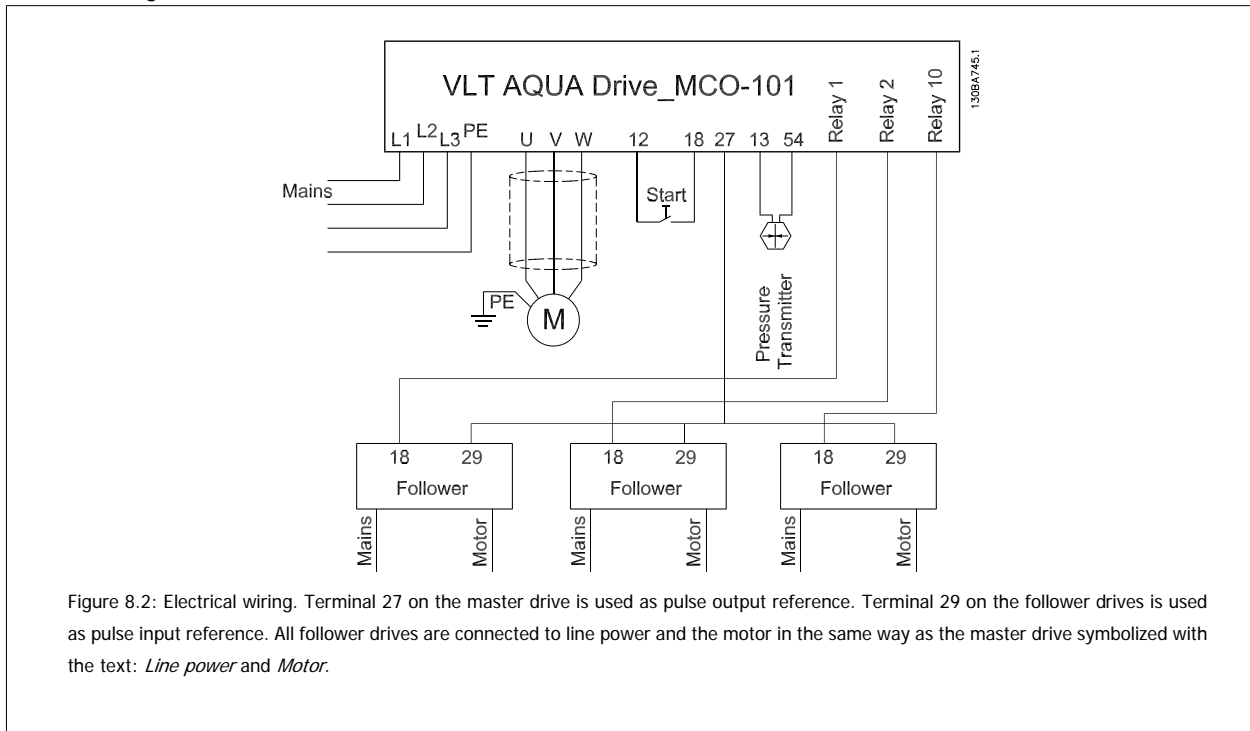 VLT AQUA Drive_MCO-101
Relay 1
Relay 2
Relay 10
130BA745.1
L1 L2 L3 PE U V W 12 18 27 13 54
Mains
Start
PE
M
Pressure
Transmitter
18 29 18 29 18 29
Follower Follower Follower
Mains Motor Mains Motor Mains Motor
Figure 8.2: Electrical wiring. Terminal 27 on the master drive is used as pulse output reference. Terminal 29 on the follower drives is used
as pulse input reference. All follower drives are connected to line power and the motor in the same way as the master drive symbolized with
the text: Line power and Motor.